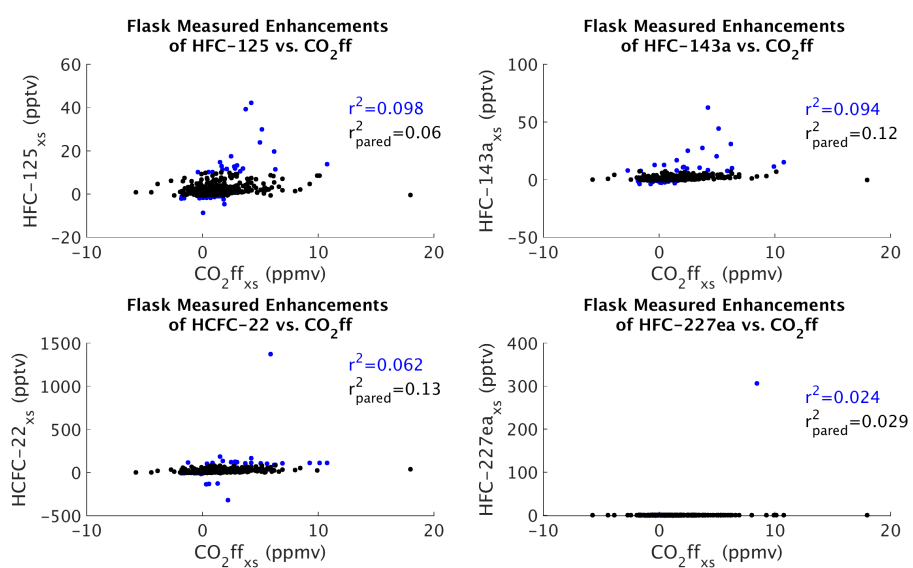 Flask Measured Enhancements
of HFC-125 vs. CO2ff
60
40
20
0
-20
-10
0
10
20
HFC-125xs (pptv)
CO2ffxs (ppmv)
r2=0.098
r2pared=0.06
Flask Measured Enhancements
of HFC-143a vs. CO2ff
100
50
0
-50
-10
0
10
20
HFC-143axs (pptv)
CO2ffxs (ppmv)
r2=0.094
r2pared=0.12
Flask Measured Enhancements
of HCFC-22 vs. CO2ff
1500
1000
500
0
-500
-10
0
10
20
HCFC-22xs (pptv)
CO2ffxs (ppmv)
r2=0.062
r2pared=0.13
Flask Measured Enhancements
of HFC-227ea vs. CO2ff
400
300
200
100
0
-10
0
10
20
HFC-227eaxs (pptv)
CO2ffxs (ppmv)
r2=0.024
r2pared=0.029